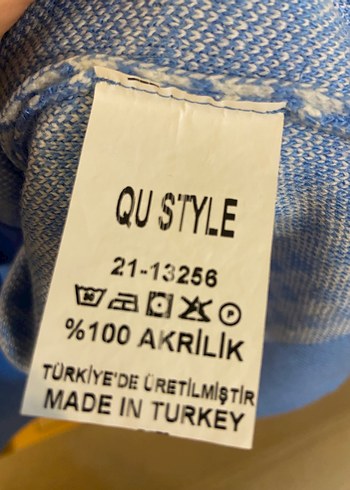 QU STYLE
21-13256
P
%100 AKRİLİK
TÜRKİYE'DE ÜRETİLMİŞTİR
MADE IN TURKEY